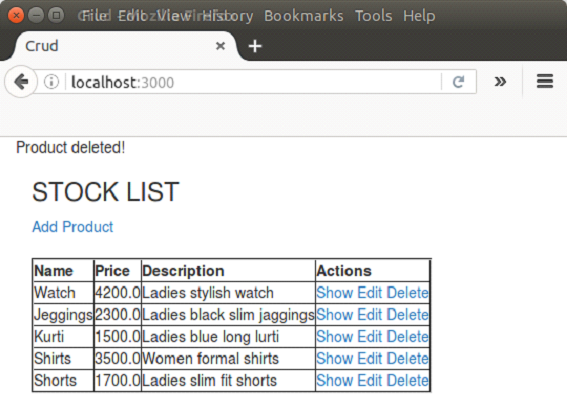 File Edit View History Bookmarks Tools Help
Crud
localhost:3000
Product deleted!
STOCK LIST
Add Product
Name Price Description Actions
Watch 4200.0 Ladies stylish watch Show Edit Delete
Jeggings 2300.0 Ladies black slim jaggings Show Edit Delete
Kurti 1500.0 Ladies blue long lurti Show Edit Delete
Shirts 3500.0 Women formal shirts Show Edit Delete
Shorts 1700.0 Ladies slim fit shorts Show Edit Delete